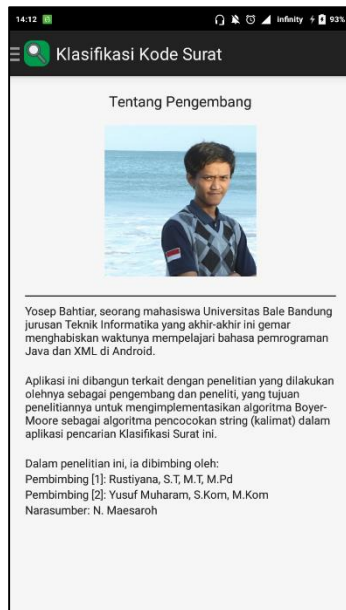 14:12 infinity 93%
Klasifikasi Kode Surat
Tentang Pengembang
Yosep Bahtiar, seorang mahasiswa Universitas Bale Bandung
jurusan Teknik Informatika yang akhir-akhir ini gemar
menghabiskan waktunya mempelajari bahasa pemrograman
Java dan XML di Android.
Aplikasi ini dibangun terkait dengan penelitian yang dilakukan
olehnya sebagai pengembang dan peneliti, yang tujuan
penelitiannya untuk mengimplementasikan algoritma Boyer-
Moore sebagai algoritma pencocokan string (kalimat) dalam
aplikasi pencarian Klasifikasi Surat ini.
Dalam penelitian ini, ia dibimbing oleh:
Pembimbing [1]: Rustiyana, S.T, M.T, M.Pd
Pembimbing [2]: Yusuf Muharam, S.Kom, M.Kom
Narasumber: N. Maesaroh